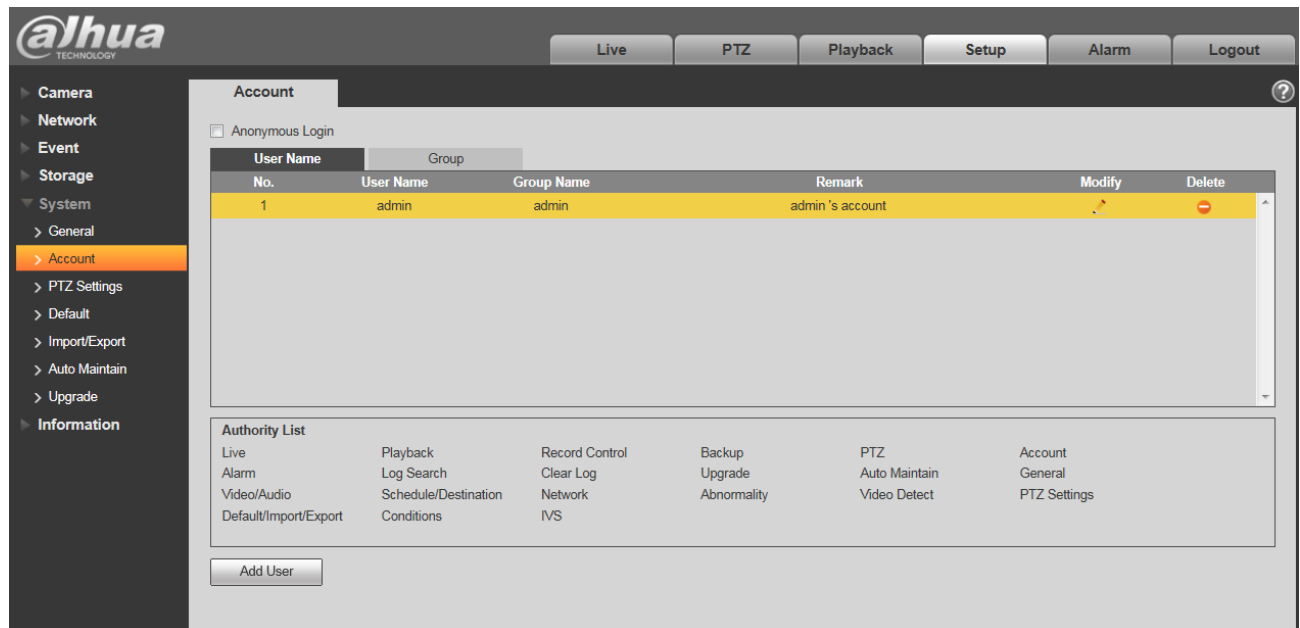 alhua
TECHNOLOGY
Live PTZ Playback Setup Alarm Logout
Camera
Network
Event
Storage
System
General
Account
PTZ Settings
Default
Import/Export
Auto Maintain
Upgrade
Information
Account
?
Anonymous Login
User Name Group
No. User Name Group Name Remark Modify Delete
1 admin admin admin 's account
Authority List
Live Playback Record Control Backup PTZ Account
Alarm Log Search Clear Log Upgrade Auto Maintain General
Video/Audio Schedule/Destination Network Abnormality Video Detect PTZ Settings
Default/Import/Export Conditions IVS
Add User